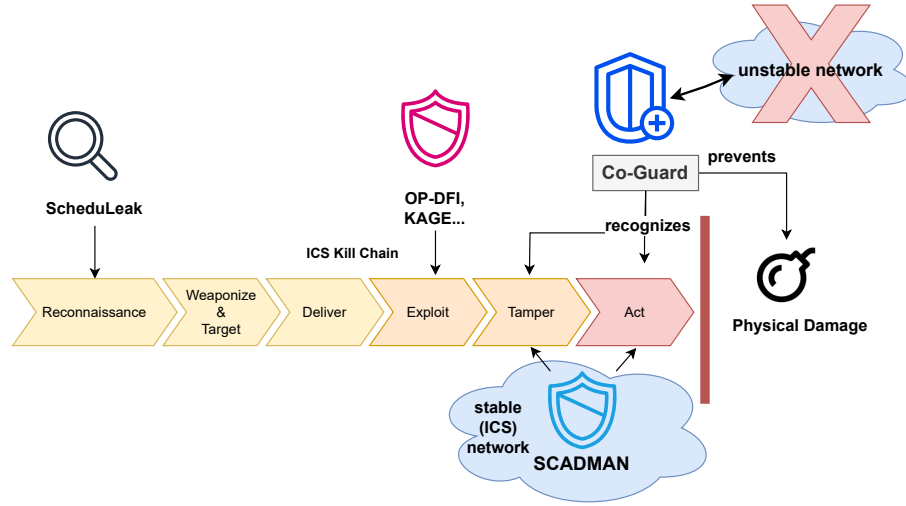 unstable network
Co-Guard
prevents
ScheduLeak
OP-DFI,
KAGE...
recognizes
ICS Kill Chain
Reconnaissance
Weaponize
&
Target
Deliver
Exploit
Tamper
Act
Physical Damage
stable
(ICS)
network
SCADMAN